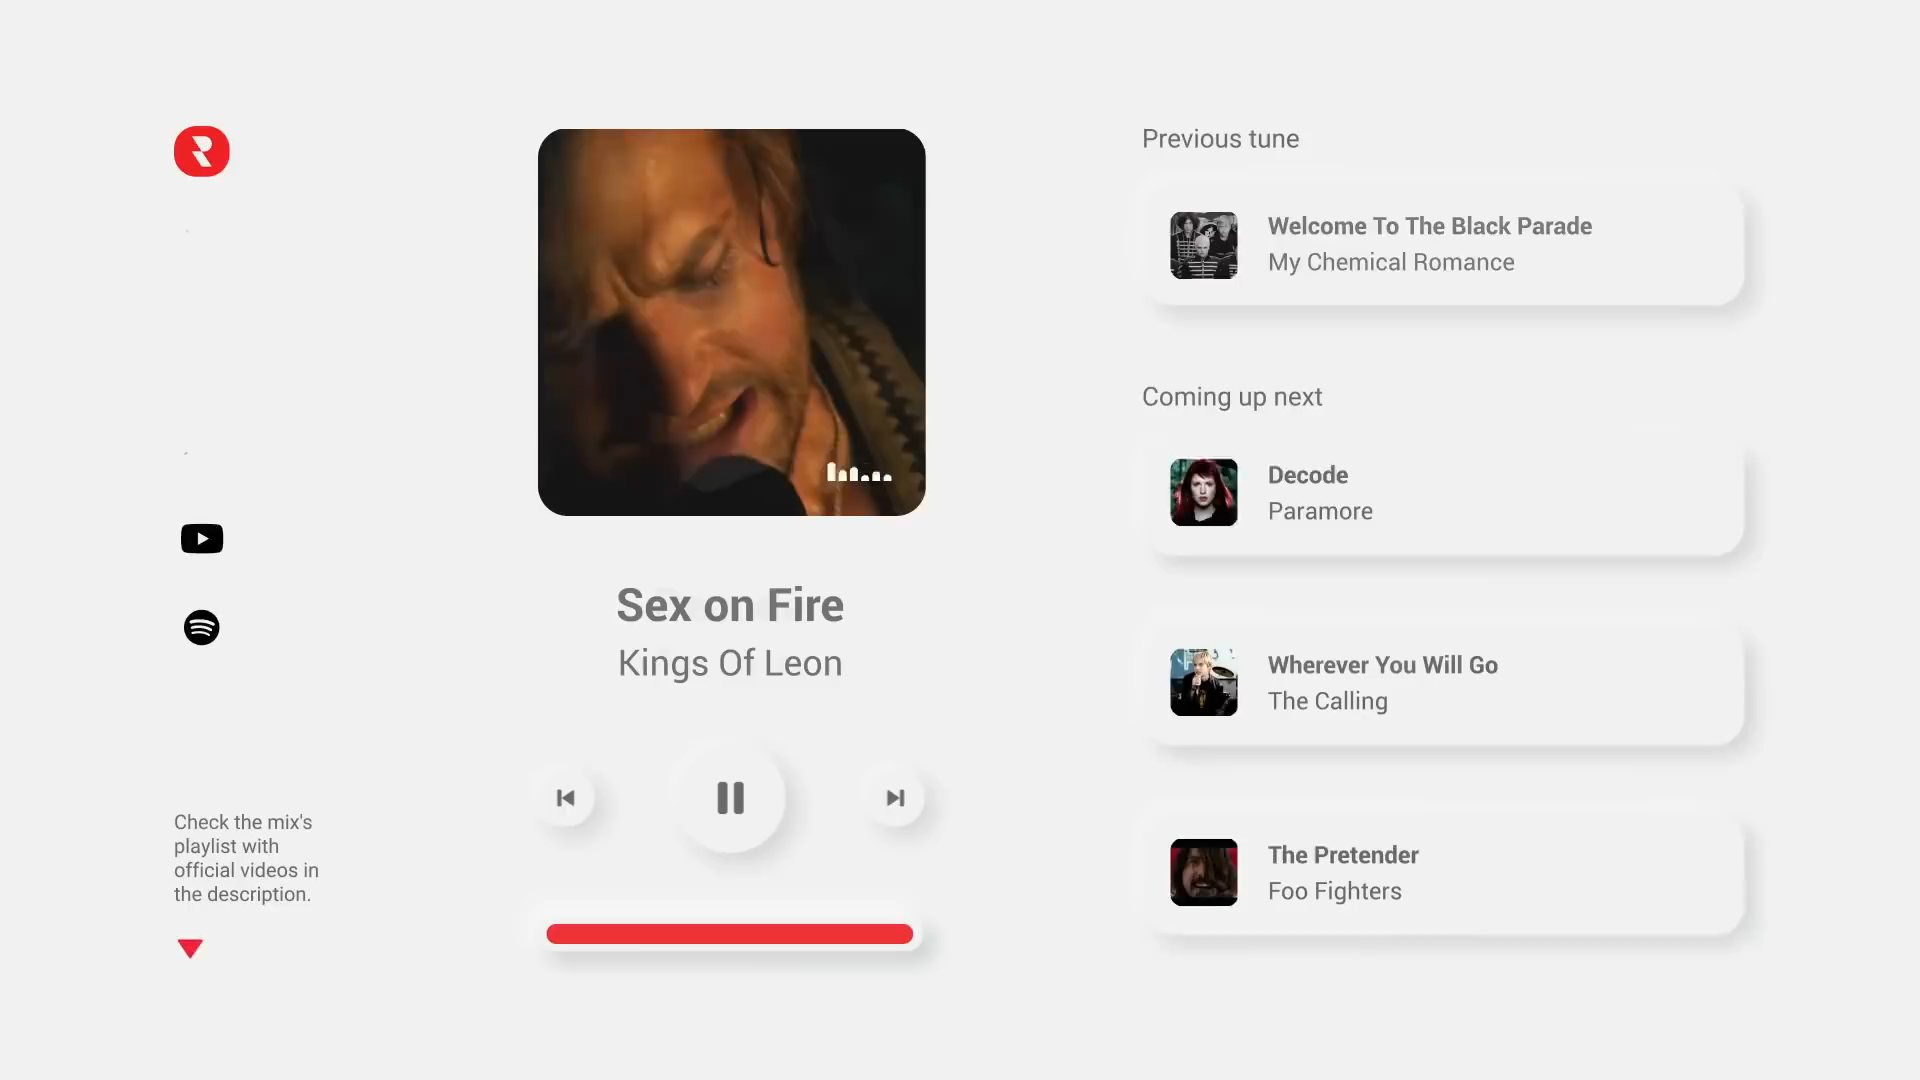 Sex on Fire
Kings Of Leon
Previous tune
Welcome To The Black Parade
My Chemical Romance
Coming up next
Decode
Paramore
Wherever You Will Go
The Calling
The Pretender
Foo Fighters
Check the mix's
playlist with
official videos in
the description.